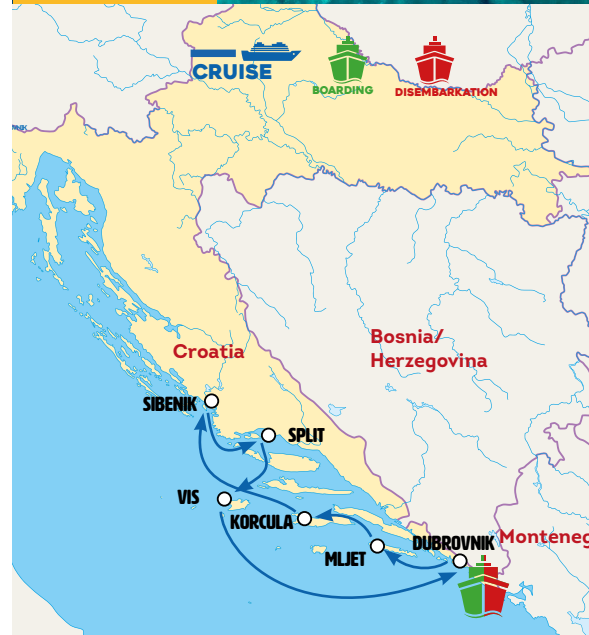 CRUISE
BOARDING
DISEMBARKATION
Croatia
Bosnia/
Herzegovina
SIBENIK
SPLIT
VIS
KORCULA
MLJET
DUBROVNIK
Monteneg